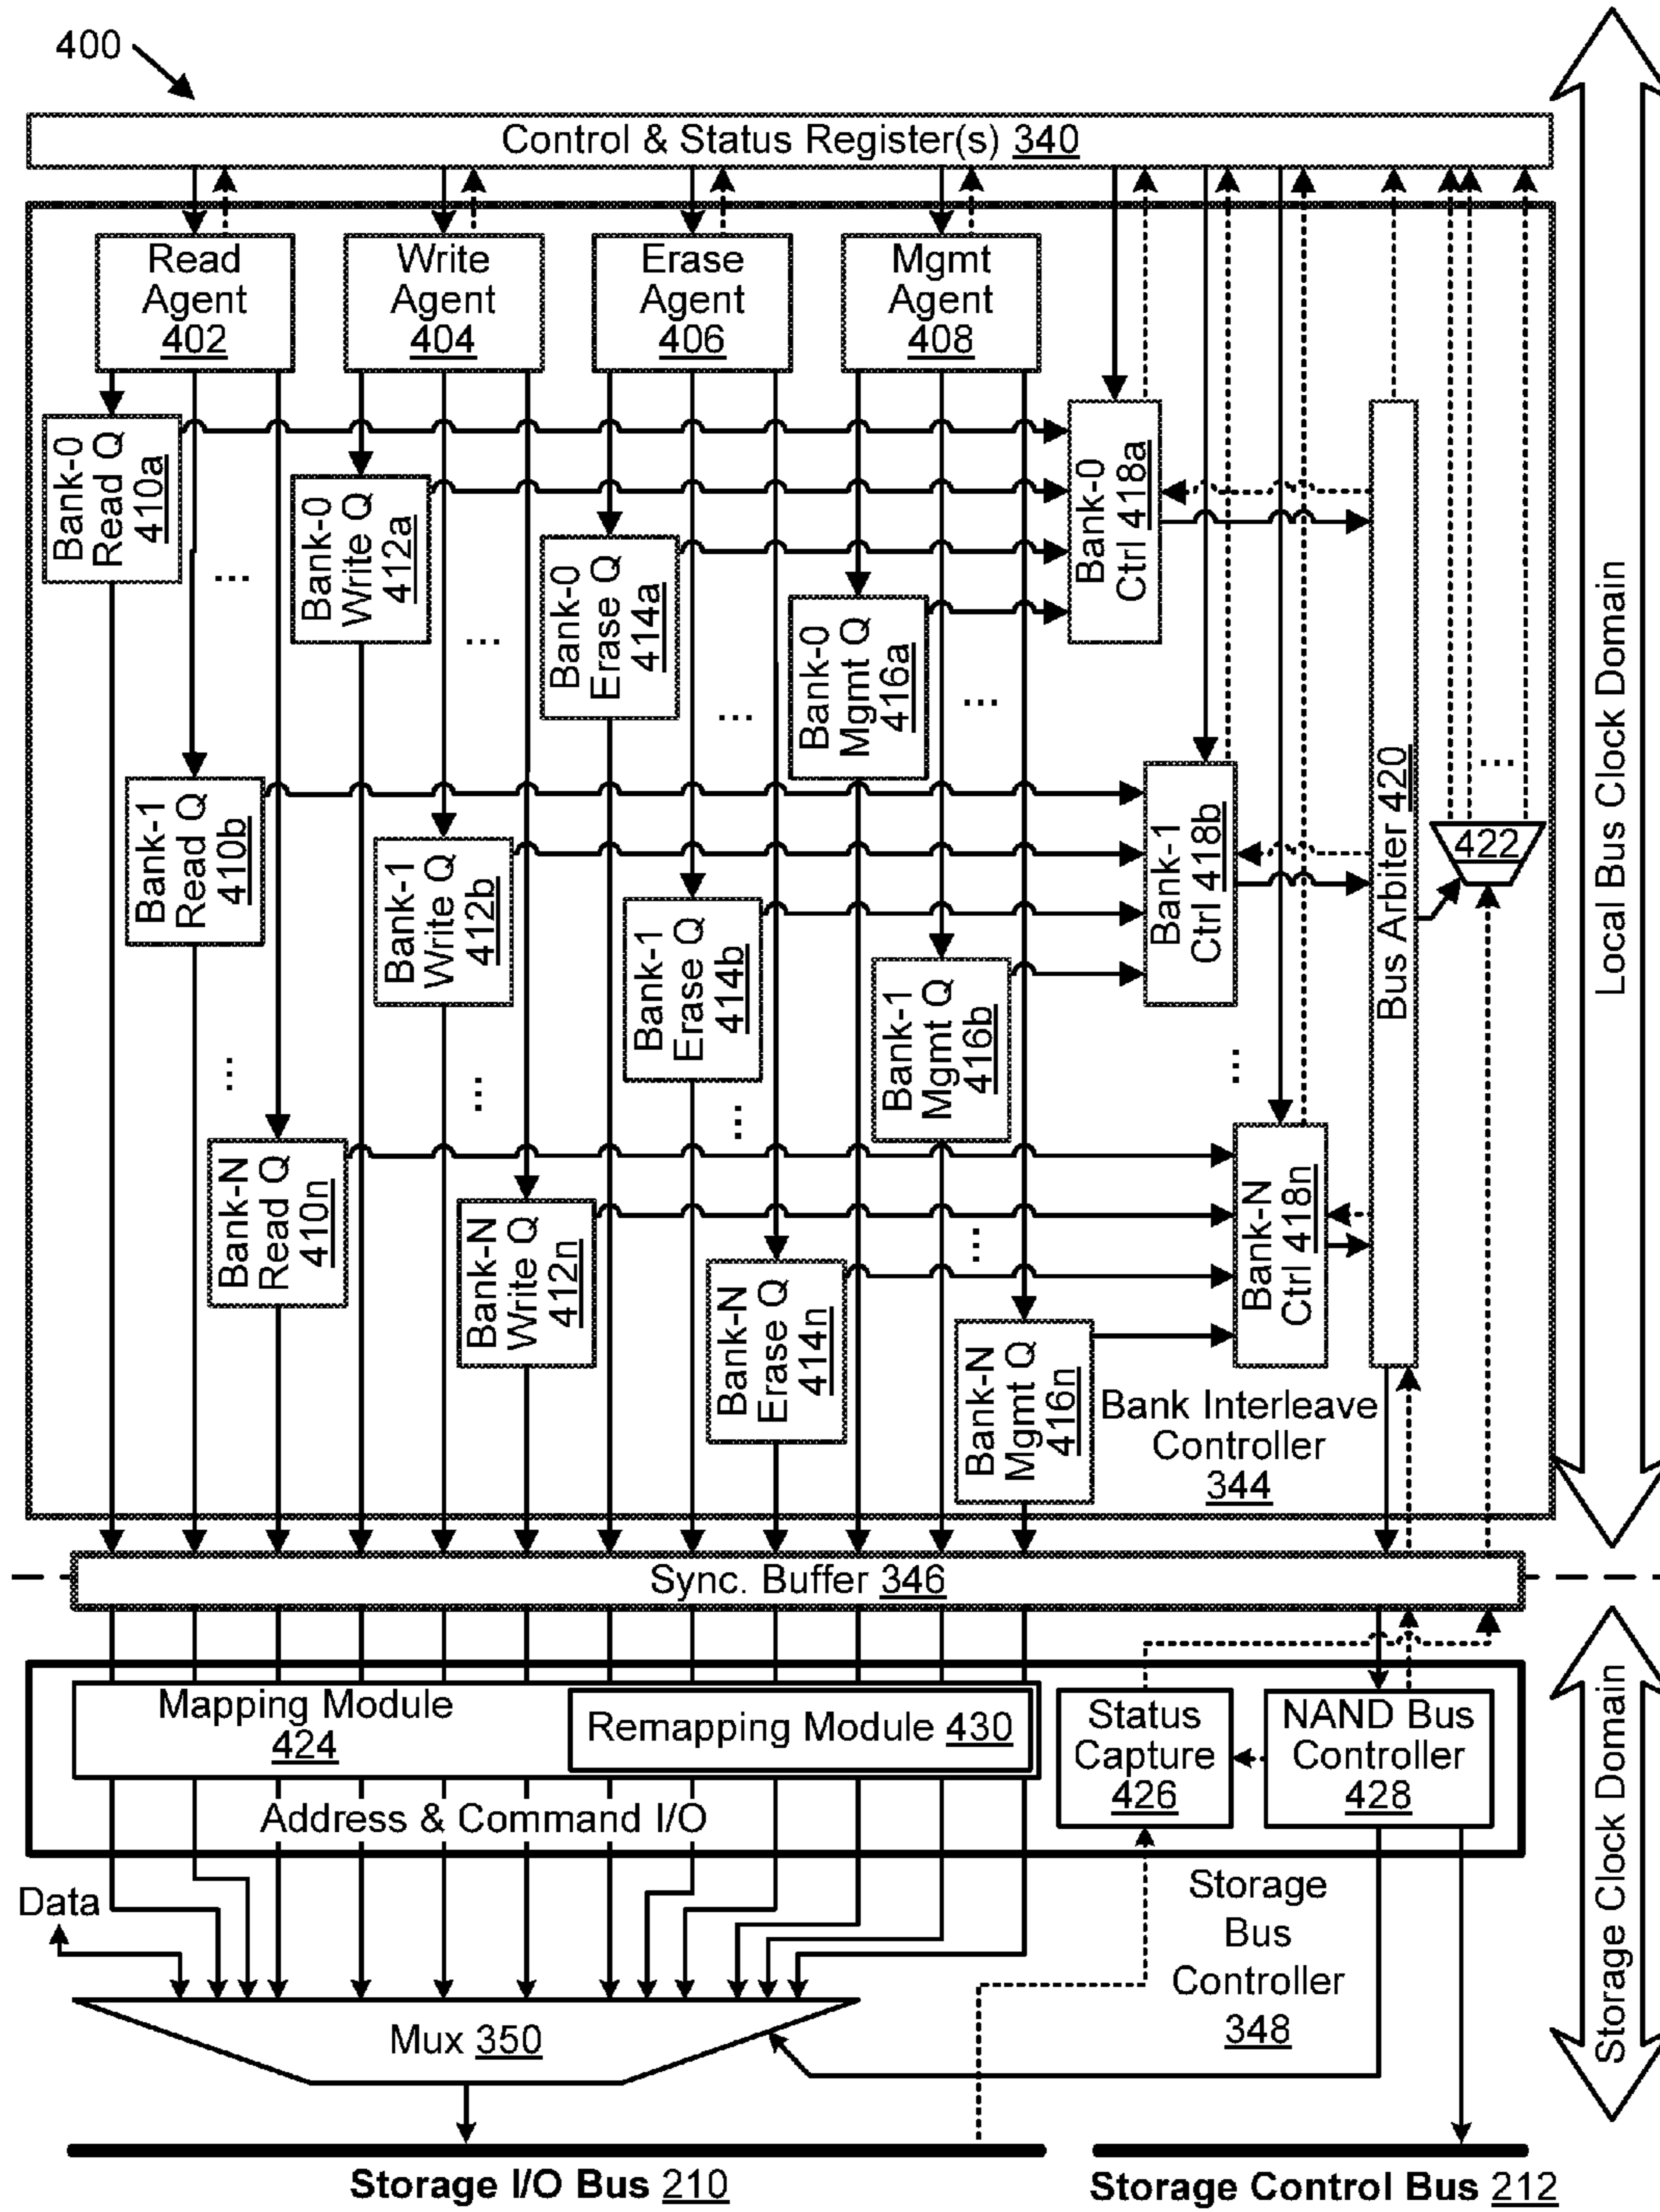 400
Control & Status Register(s) 340
Read
Agent
402
Write
Agent
404
Erase
Agent
406
Mgmt
Agent
408
Bank-0
Read Q
410a
Bank-0
Write Q
412a
Bank-0
Erase Q
414a
Bank-0
Mgmt Q
416a
Bank-0
Ctrl 418a
...
...
...
...
Bank-1
Read Q
410b
Bank-1
Write Q
412b
Bank-1
Erase Q
414b
Bank-1
Mgmt Q
416b
Bank-1
Ctrl 418b
Bus Arbiter 420
...
422
Local Bus Clock Domain
...
...
...
...
...
Bank-N
Read Q
410n
Bank-N
Write Q
412n
Bank-N
Erase Q
414n
Bank-N
Mgmt Q
416n
Bank-N
Ctrl 418n
Bank Interleave
Controller
344
Sync. Buffer 346
Mapping Module
424
Remapping Module 430
Status
Capture
426
NAND Bus
Controller
428
Address & Command I/O
Storage Clock Domain
Data
Storage
Bus
Controller
348
Mux 350
Storage I/O Bus 210
Storage Control Bus 212